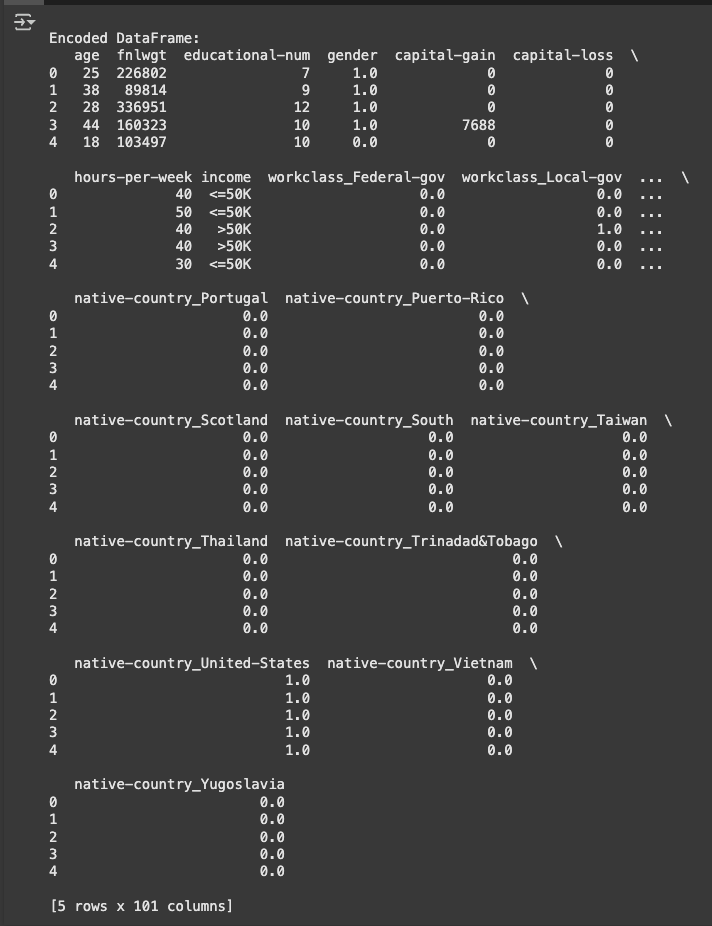 Encoded DataFrame:
   age  fnlwgt  educational-num  gender  capital-gain  capital-loss  \
0   25  226802                7     1.0             0             0
1   38   89814                9     1.0             0             0
2   28  336951               12     1.0             0             0
3   44  160323               10     1.0          7688             0
4   18  103497               10     0.0             0             0
   hours-per-week income  workclass_Federal-gov  workclass_Local-gov  ...  \
0              40  <=50K                    0.0                  0.0  ...
1              50  <=50K                    0.0                  0.0  ...
2              40   >50K                    0.0                  1.0  ...
3              40   >50K                    0.0                  0.0  ...
4              30  <=50K                    0.0                  0.0  ...
   native-country_Portugal  native-country_Puerto-Rico  \
0                      0.0                         0.0
1                      0.0                         0.0
2                      0.0                         0.0
3                      0.0                         0.0
4                      0.0                         0.0
   native-country_Scotland  native-country_South  native-country_Taiwan  \
0                      0.0                   0.0                    0.0
1                      0.0                   0.0                    0.0
2                      0.0                   0.0                    0.0
3                      0.0                   0.0                    0.0
4                      0.0                   0.0                    0.0
   native-country_Thailand  native-country_Trinadad&Tobago  \
0                      0.0                             0.0
1                      0.0                             0.0
2                      0.0                             0.0
3                      0.0                             0.0
4                      0.0                             0.0
   native-country_United-States  native-country_Vietnam  \
0                           1.0                     0.0
1                           1.0                     0.0
2                           1.0                     0.0
3                           1.0                     0.0
4                           1.0                     0.0
   native-country_Yugoslavia
0                        0.0
1                        0.0
2                        0.0
3                        0.0
4                        0.0
[5 rows x 101 columns]